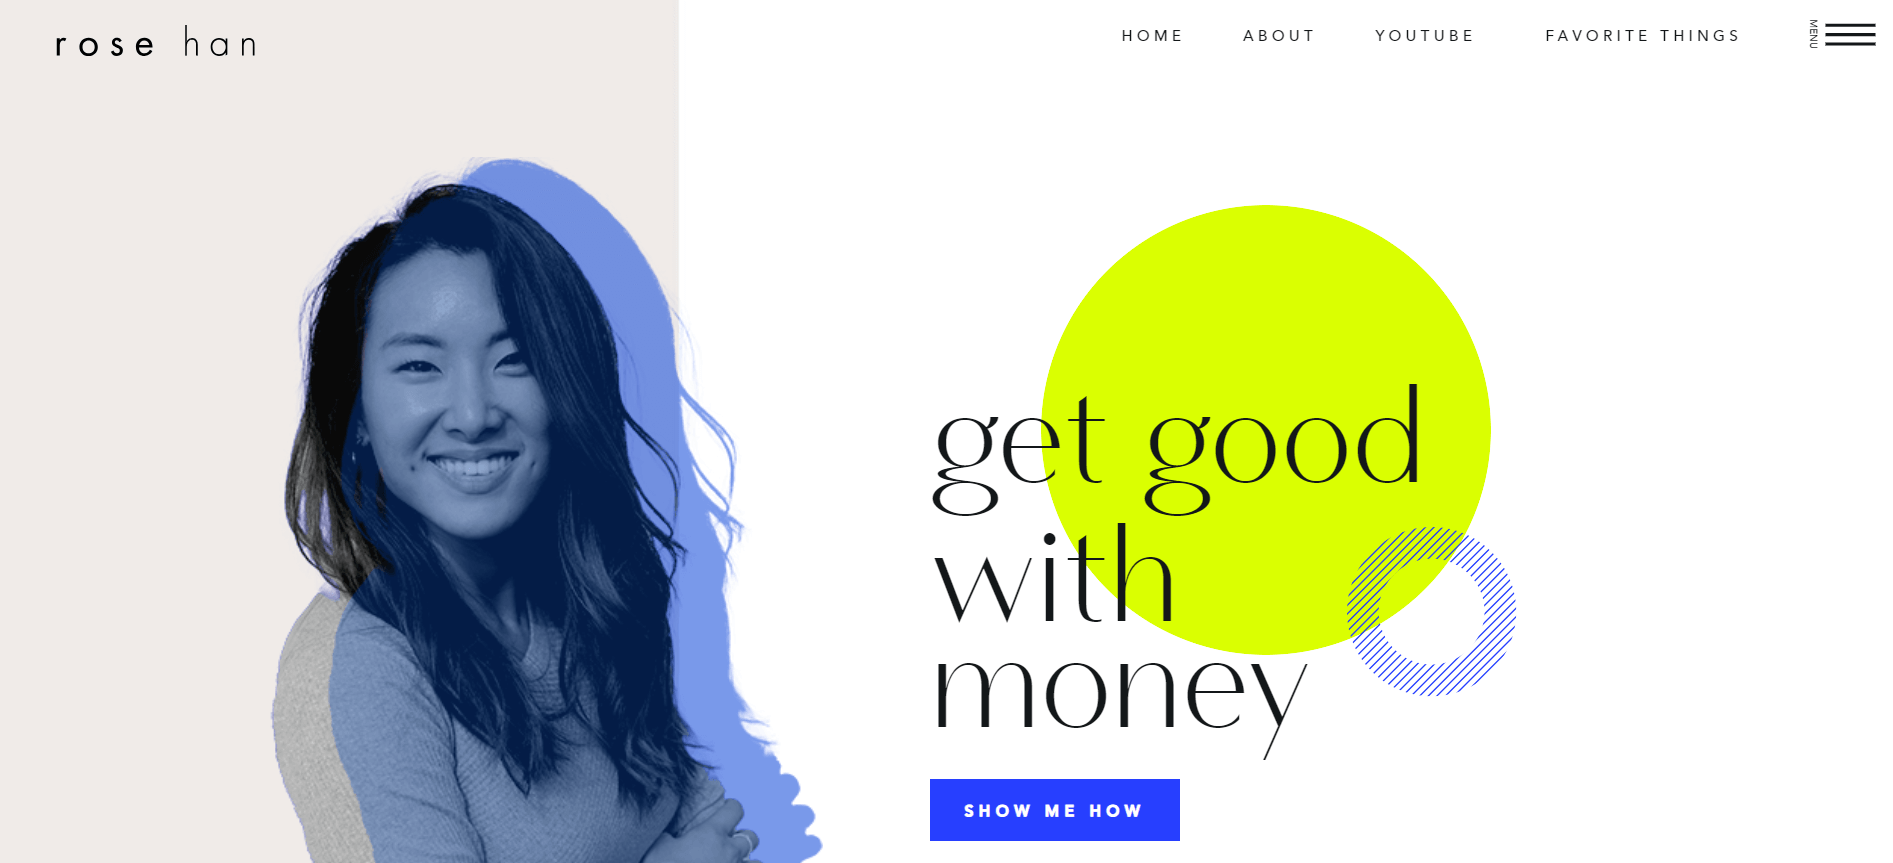 rose han
HOME
ABOUT
YOUTUBE
FAVORITE THINGS
MENU
get good
with
money
SHOW ME HOW